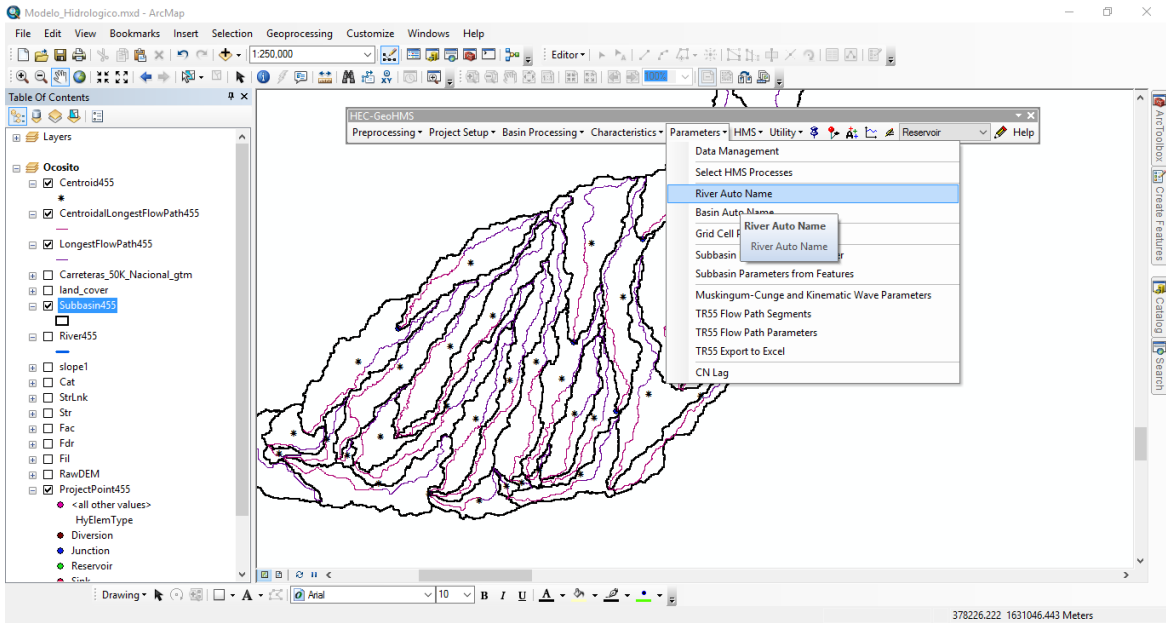 Modelo_Hidrologico.mxd - ArcMap
File Edit View Bookmarks Insert Selection Geoprocessing Customize Windows Help
1:250,000 Editor
100%
Table Of Contents
Layers
Ocosito
Centroid455
CentroidalLongestFlowPath455
LongestFlowPath455
Carreteras_50K_Nacional_gtm
land_cover
Subbasin455
River455
slope1
Cat
StrLnk
Str
Fac
Fdr
Fil
RawDEM
ProjectPoint455
<all other values>
HyElemType
Diversion
Junction
Reservoir
Sink
HEC-GeoHMS
Preprocessing Project Setup Basin Processing Characteristics Parameters HMS Utility Reservoir Help
Data Management
Select HMS Processes
River Auto Name
Basin Auto Name
River Auto Name
River Auto Name
Grid Cell P
Subbasin r
Subbasin Parameters from Features
Muskingum-Cunge and Kinematic Wave Parameters
TR55 Flow Path Segments
TR55 Flow Path Parameters
TR55 Export to Excel
CN Lag
ArcToolbox
Create Features
Catalog
Search
Drawing A Arial 10 B I U A
378226.222 1631046.443 Meters